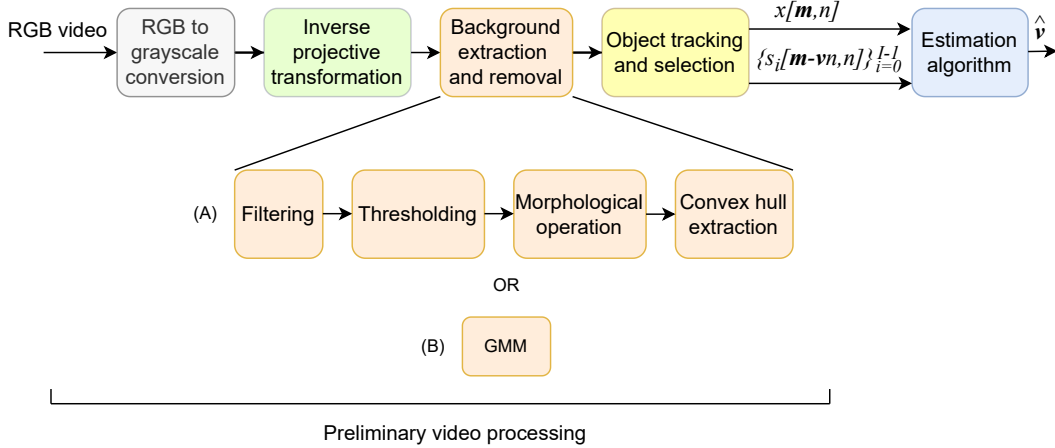 RGB video
RGB to
grayscale
conversion
Inverse
projective
transformation
Background
extraction
and removal
Object tracking
and selection
x[m,n]
{s_i[m-vn,n]}_{i=0}^{I-1}
Estimation
algorithm
v̂
(A)
Filtering
Thresholding
Morphological
operation
Convex hull
extraction
OR
(B)
GMM
Preliminary video processing